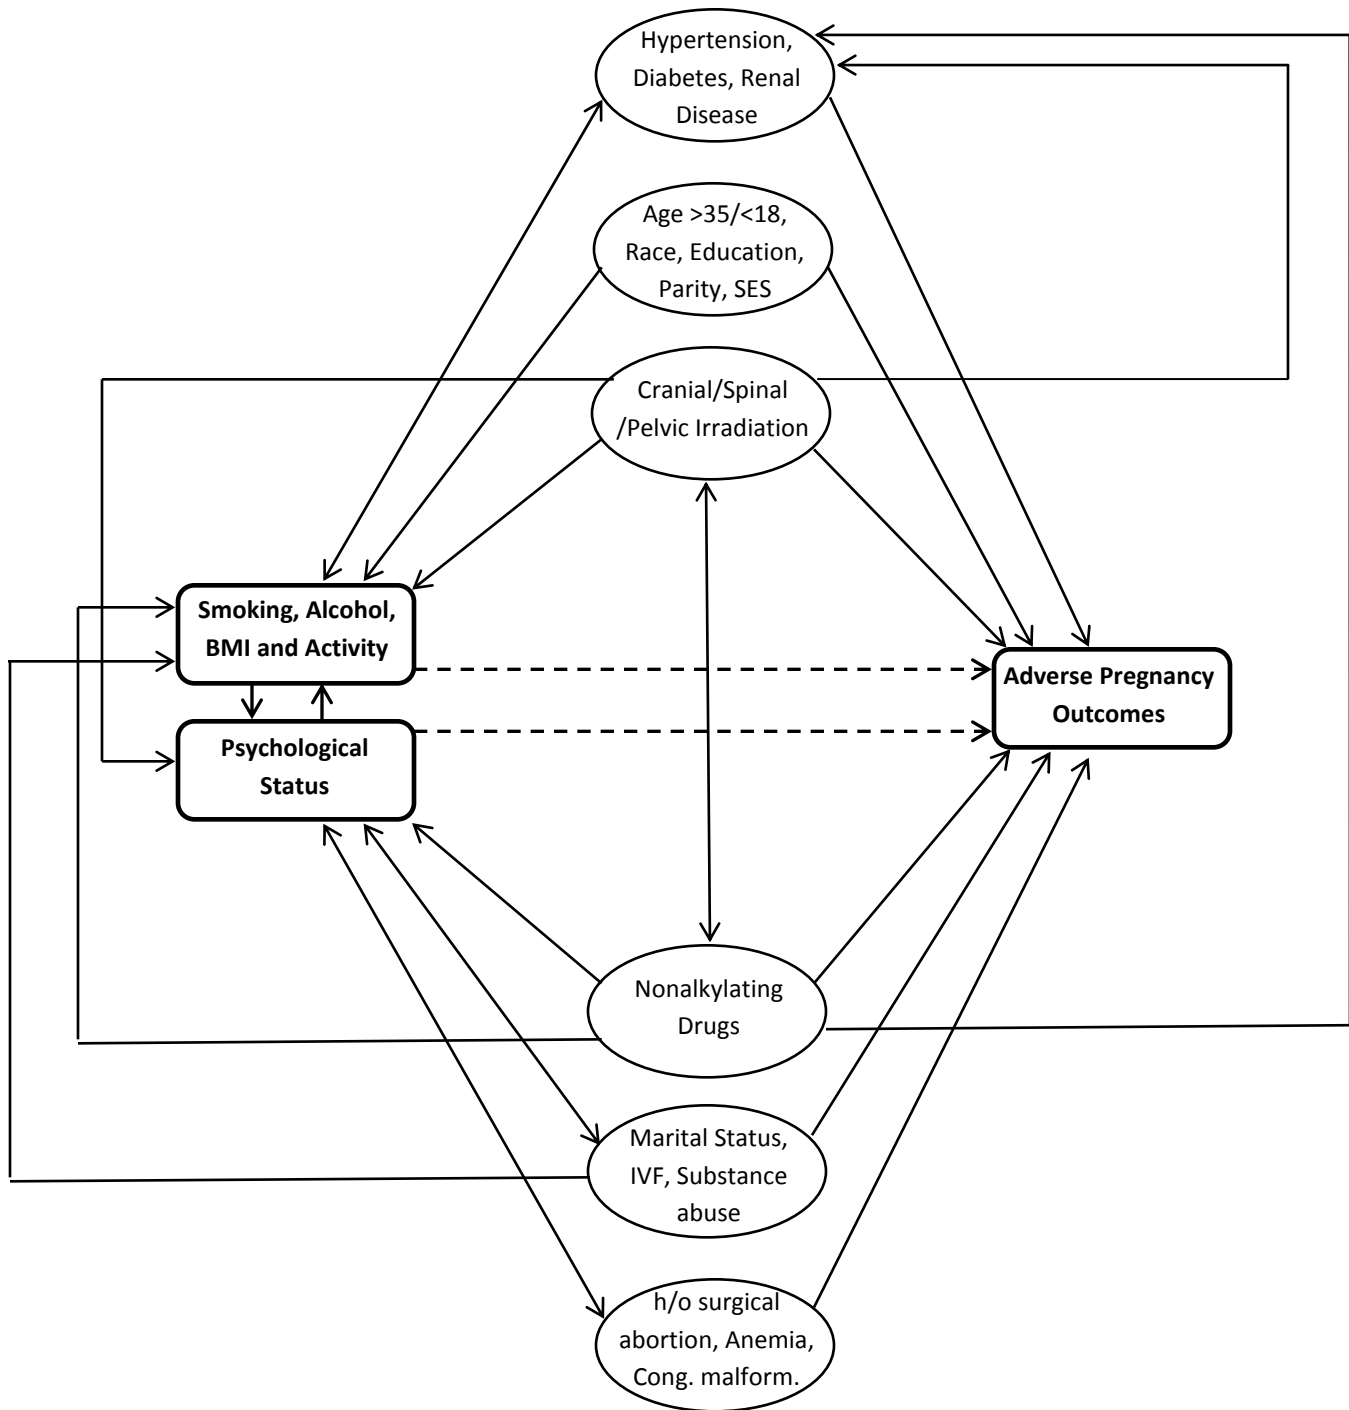 Hypertension,
Diabetes, Renal
Disease
Age >35/<18,
Race, Education,
Parity, SES
Cranial/Spinal
/Pelvic Irradiation
Smoking, Alcohol,
BMI and Activity
Psychological
Status
Adverse Pregnancy
Outcomes
Nonalkylating
Drugs
Marital Status,
IVF, Substance
abuse
h/o surgical
abortion, Anemia,
Cong. malform.